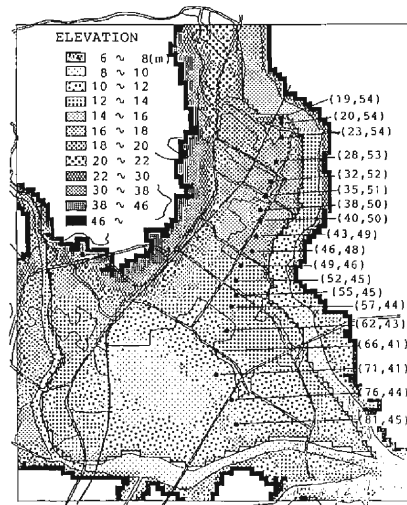 ELEVATION
6 ~ 8(m)
8 ~ 10
10 ~ 12
12 ~ 14
14 ~ 16
16 ~ 18
18 ~ 20
20 ~ 22
22 ~ 30
30 ~ 38
38 ~ 46
46 ~
(19,54)
(20,54)
(23,54)
(28,53)
(32,52)
(35,51)
(38,50)
(40,50)
(43,49)
(46,48)
(49,46)
(52,45)
(55,45)
(57,44)
(62,43)
(66,41)
(71,41)
(76,44)
(81,45)